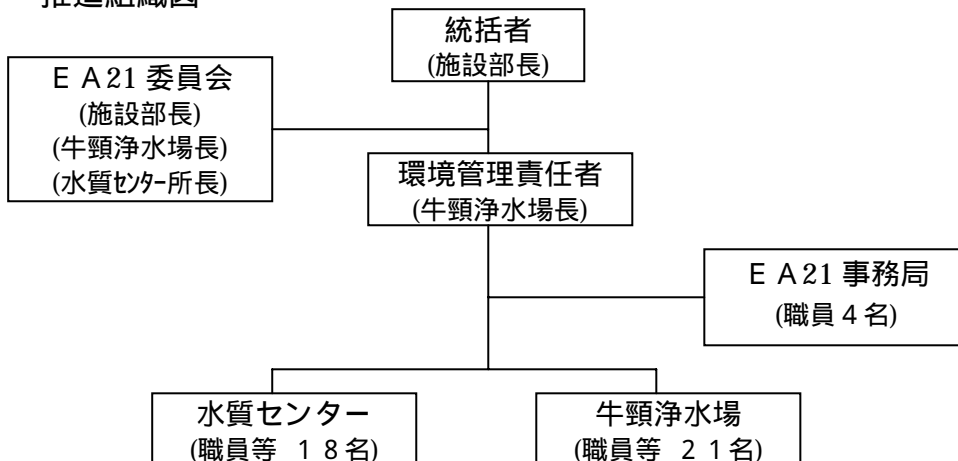 推進組織図
統括者
(施設部長)
ＥＡ21 委員会
(施設部長)
(牛頸浄水場長)
(水質ｾﾝﾀｰ所長)
環境管理責任者
(牛頸浄水場長)
ＥＡ21 事務局
(職員４名)
水質センター
(職員等 １８名)
牛頸浄水場
(職員等 ２１名)